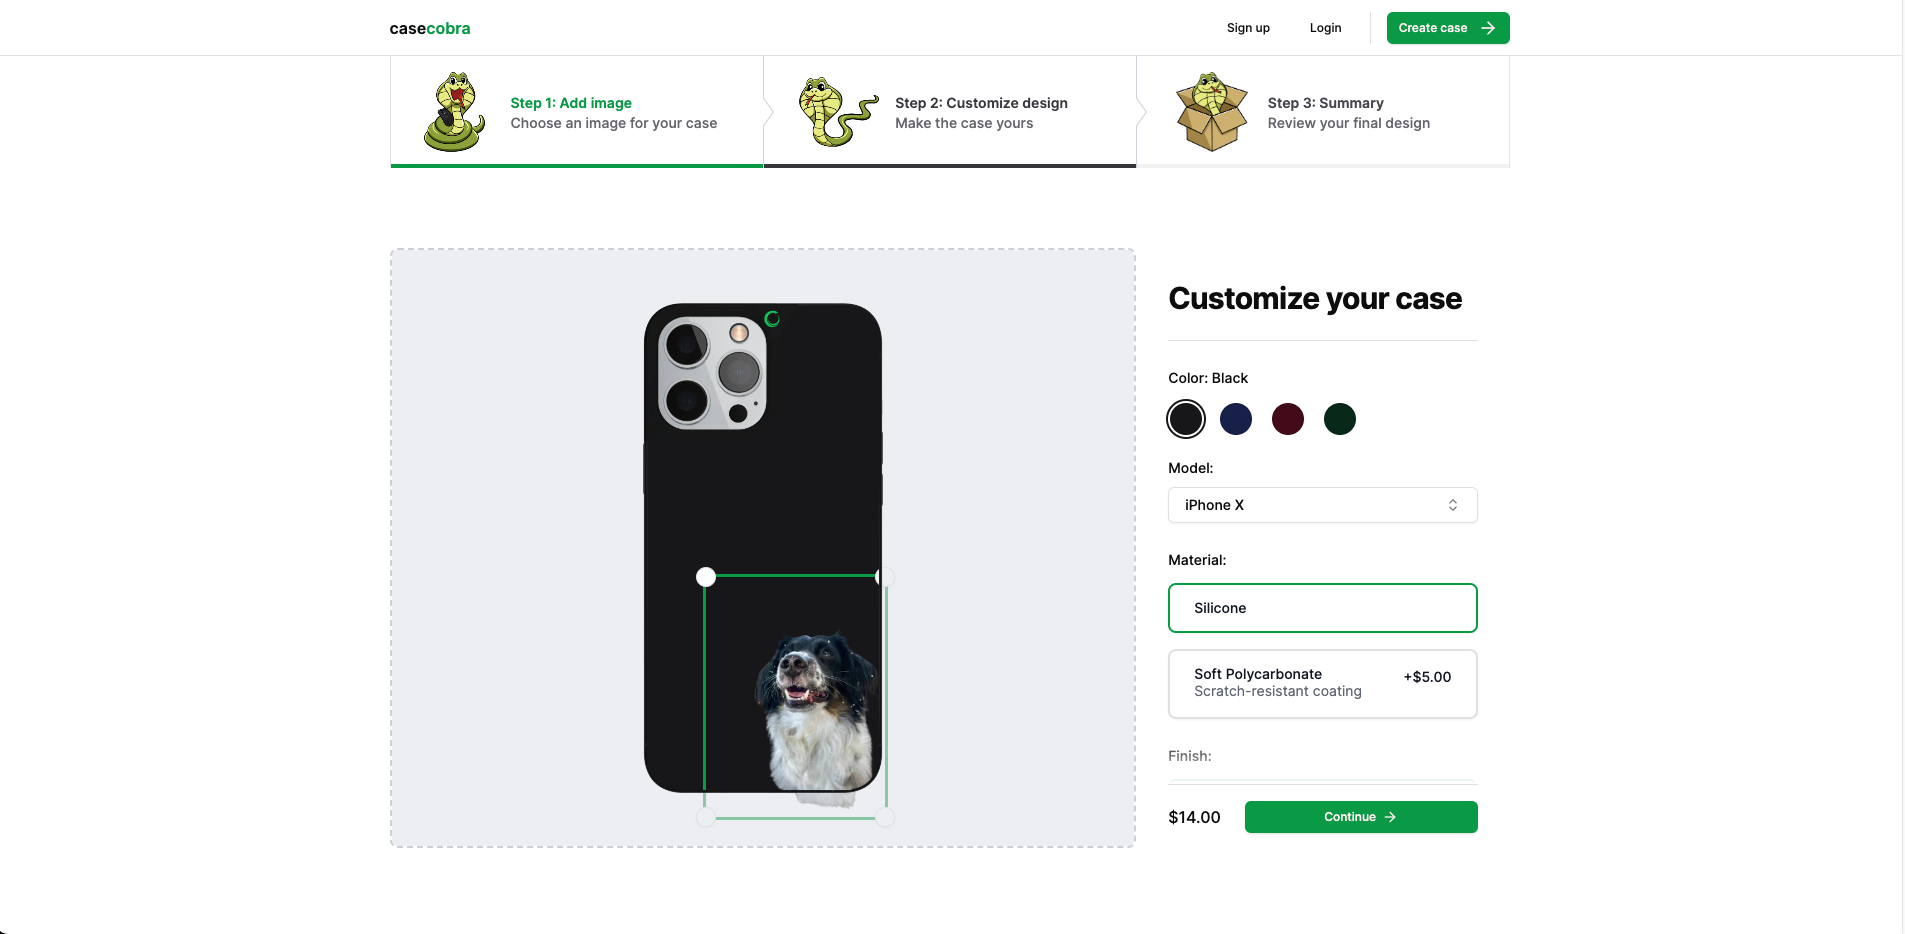 casecobra
Sign up
Login
Create case
Step 1: Add image
Choose an image for your case
Step 2: Customize design
Make the case yours
Step 3: Summary
Review your final design
Customize your case
Color: Black
Model:
iPhone X
Material:
Silicone
Soft Polycarbonate
+$5.00
Scratch-resistant coating
Finish:
$14.00
Continue